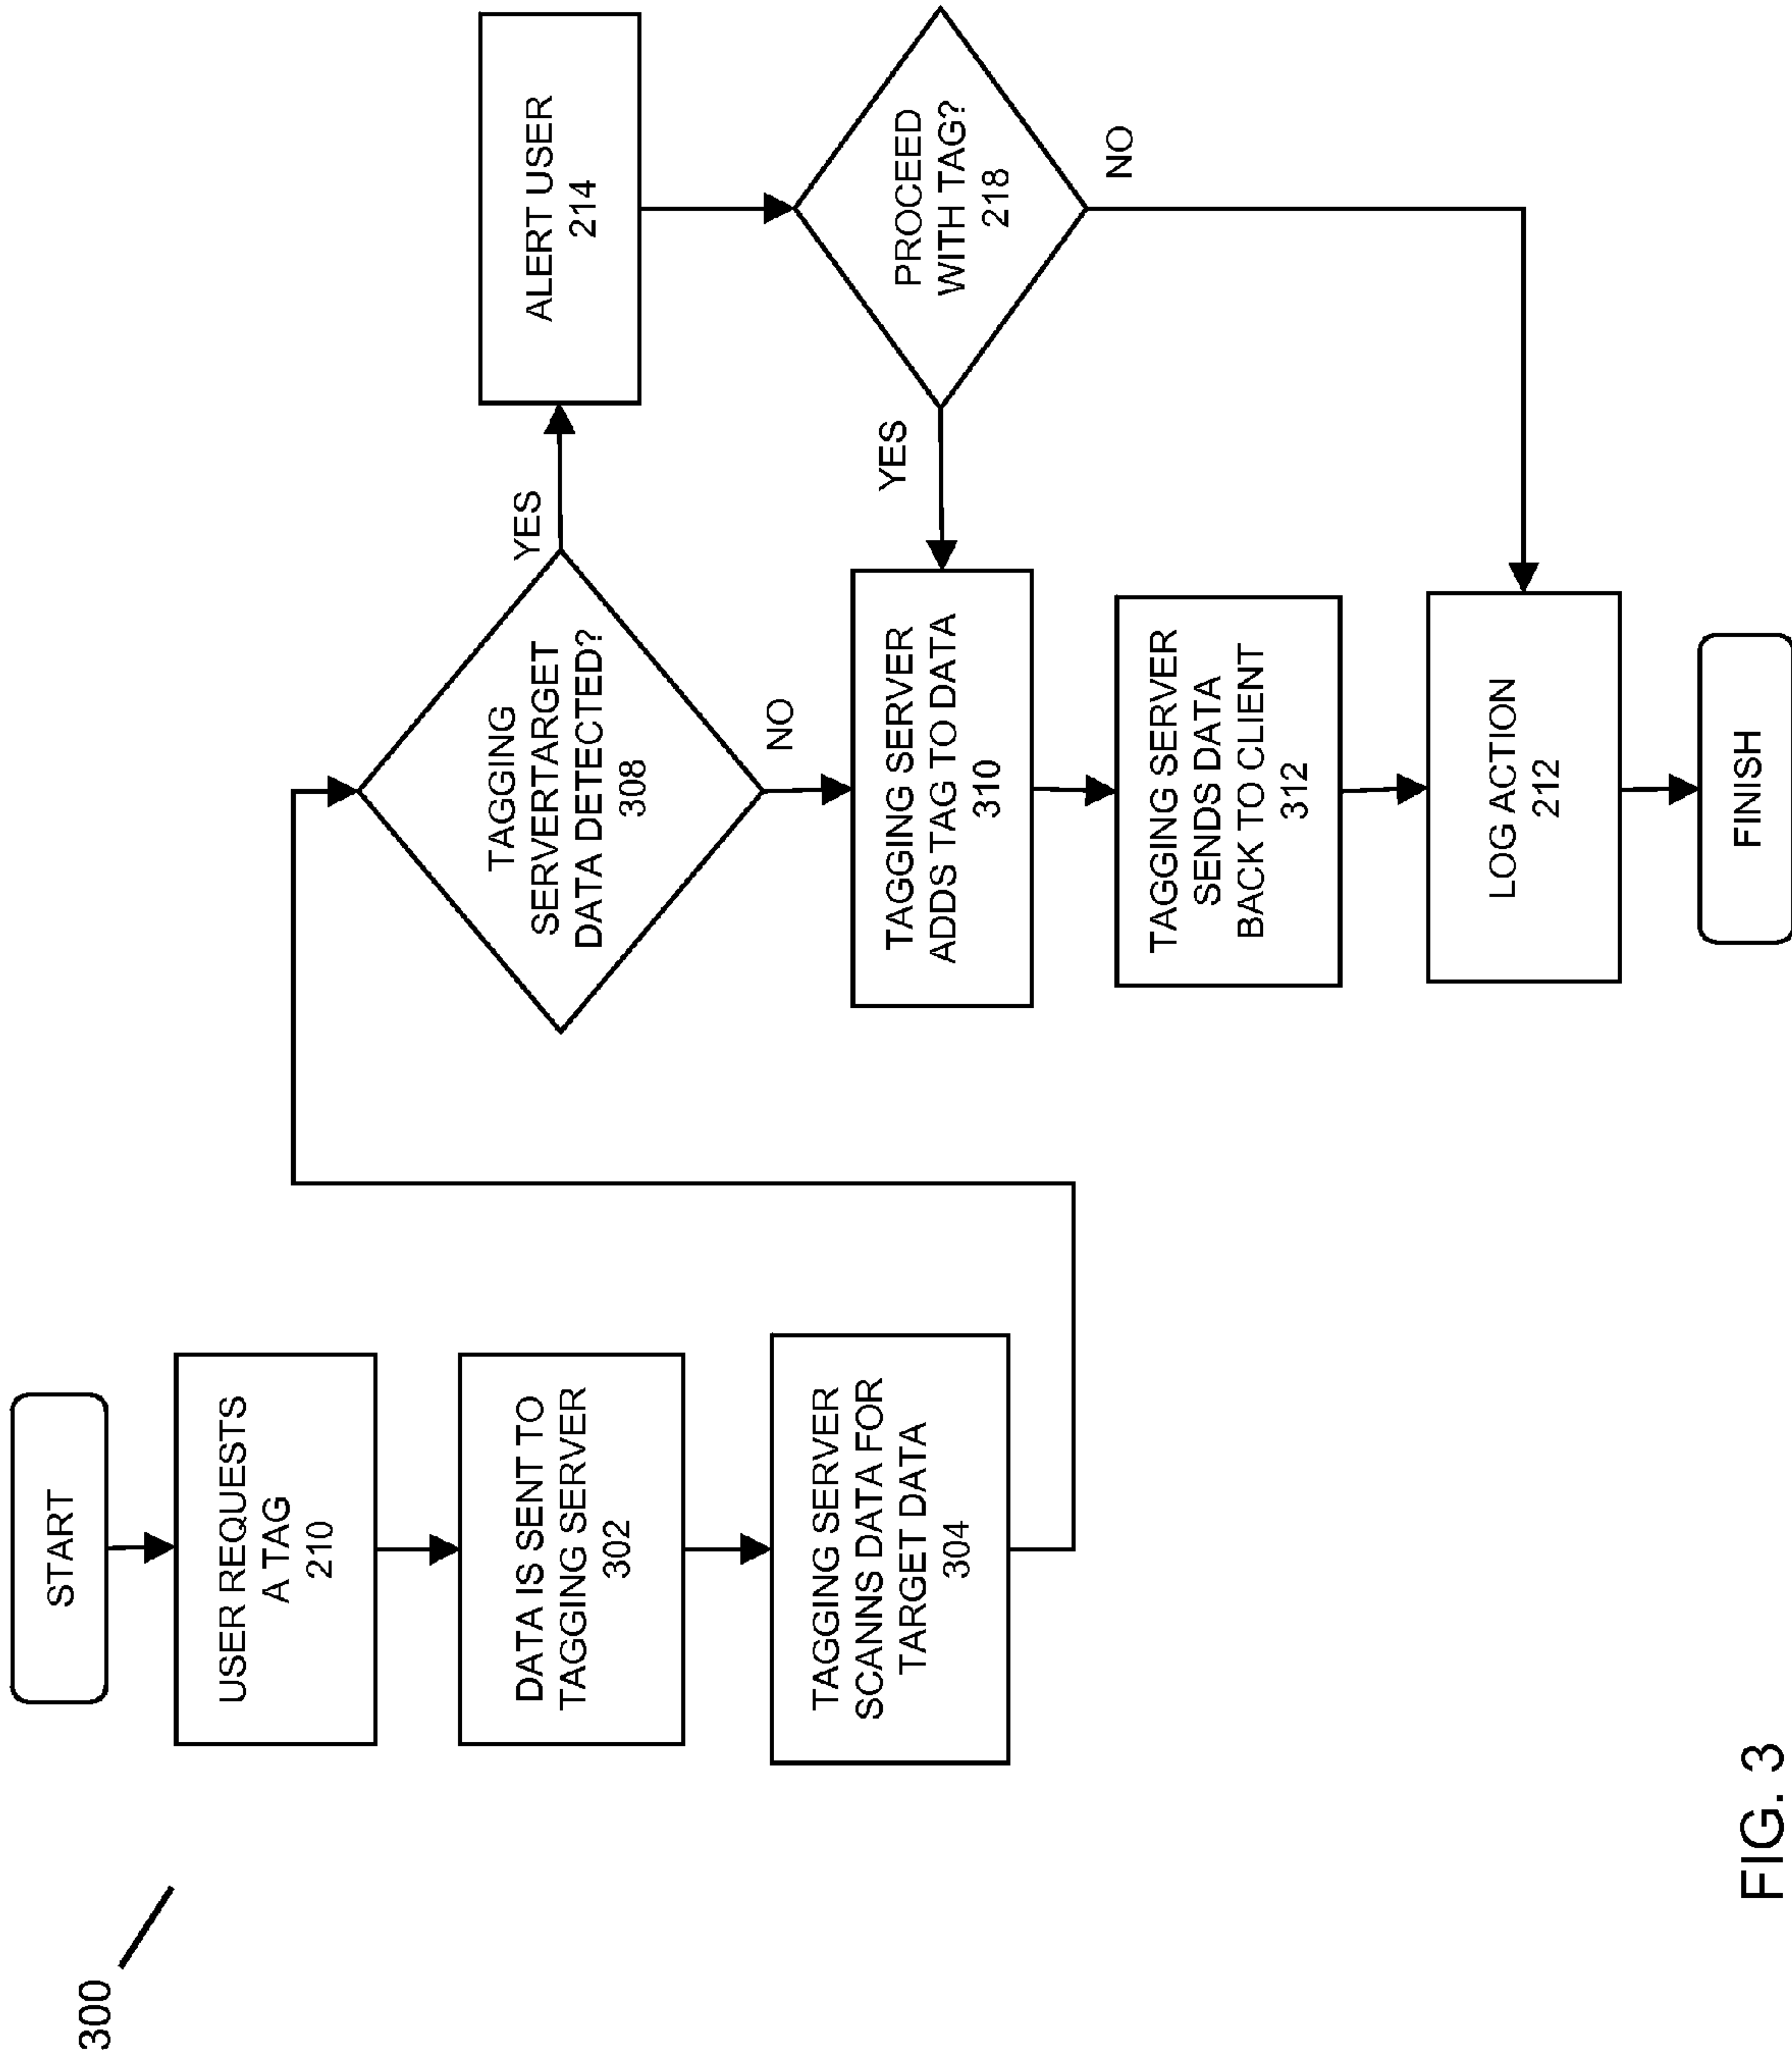 300
START
USER REQUESTS
A TAG
210
DATA IS SENT TO
TAGGING SERVER
302
TAGGING SERVER
SCANNS DATA FOR
TARGET DATA
304
TAGGING
SERVERTARGET
DATA DETECTED?
308
YES
NO
ALERT USER
214
PROCEED
WITH TAG?
218
YES
NO
TAGGING SERVER
ADDS TAG TO DATA
310
TAGGING SERVER
SENDS DATA
BACK TO CLIENT
312
LOG ACTION
212
FINISH
FIG. 3